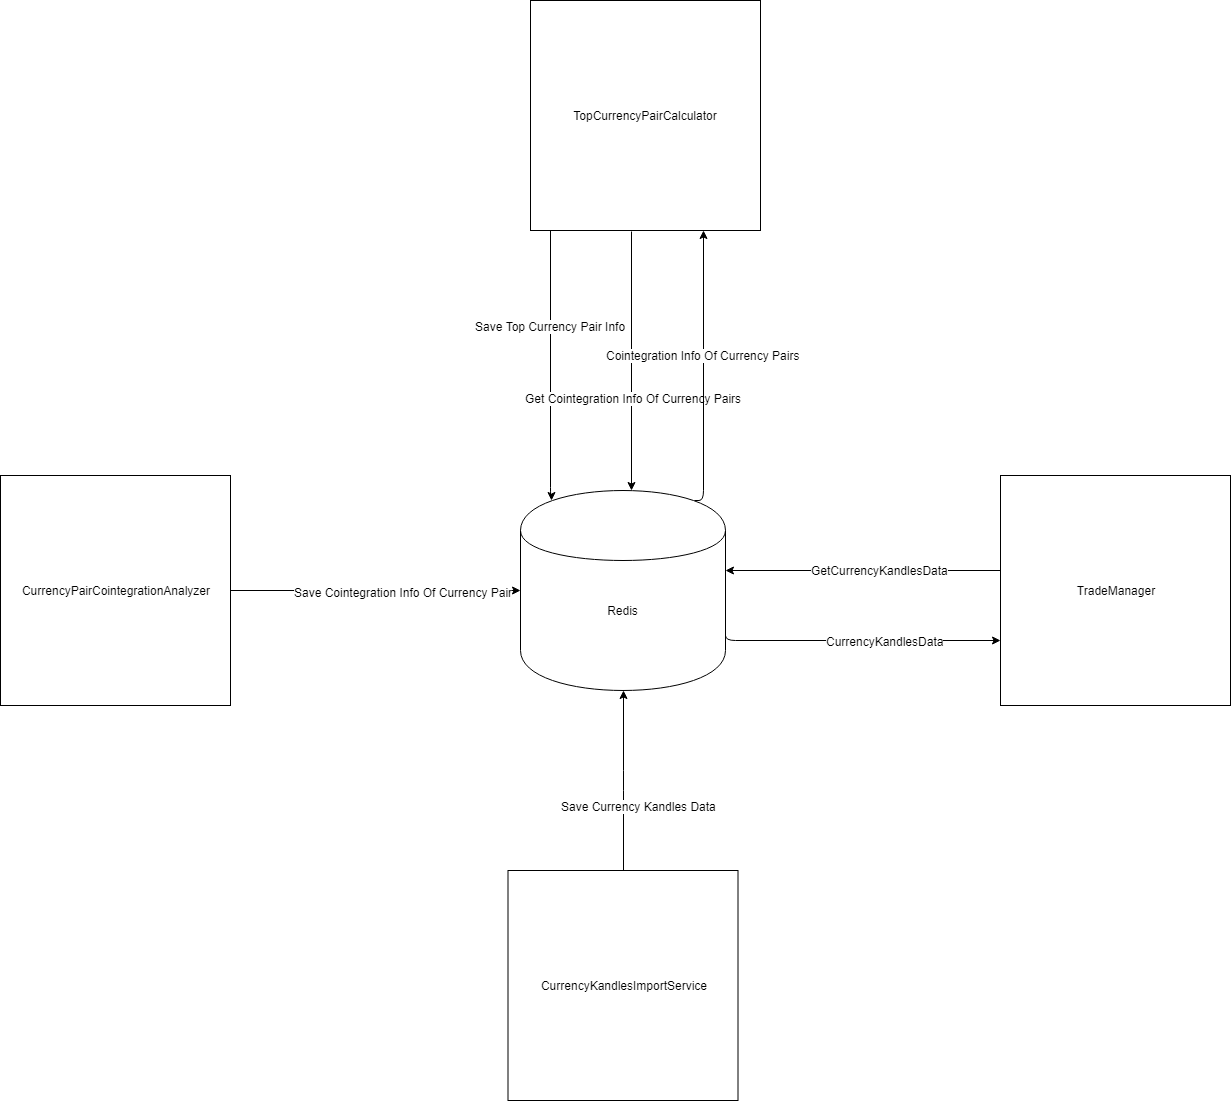 TopCurrencyPairCalculator
Save Top Currency Pair Info
Cointegration Info Of Currency Pairs
Get Cointegration Info Of Currency Pairs
CurrencyPairCointegrationAnalyzer
Save Cointegration Info Of Currency Pair
Redis
GetCurrencyKandlesData
TradeManager
CurrencyKandlesData
Save Currency Kandles Data
CurrencyKandlesImportService